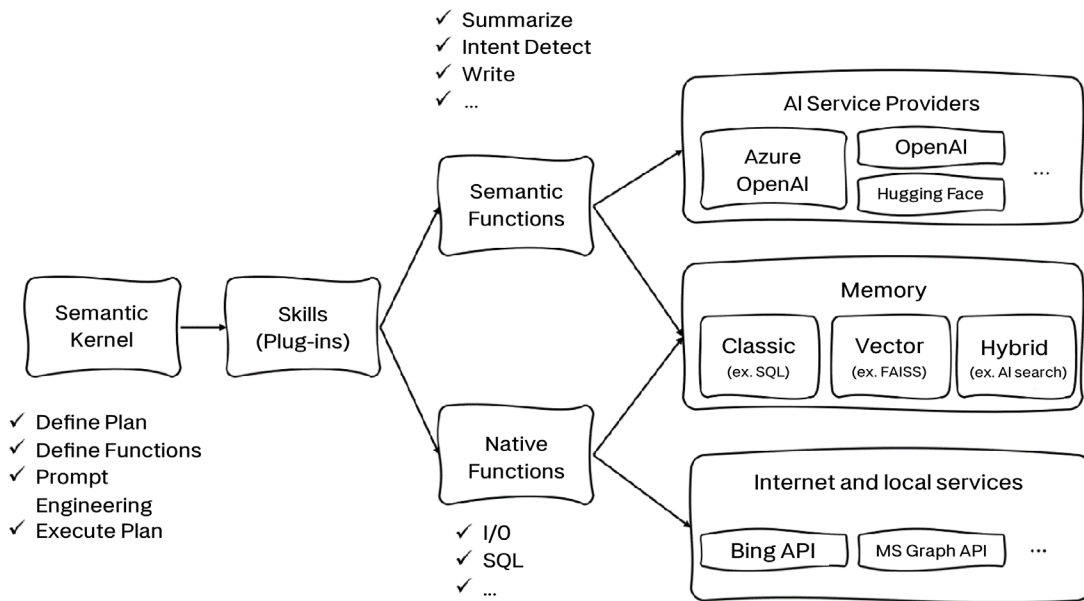 ✓ Summarize
✓ Intent Detect
✓ Write
✓ ...
AI Service Providers
Azure
OpenAI
OpenAI
Hugging Face
...
Semantic
Functions
Semantic
Kernel
Skills
(Plug-ins)
Memory
Classic
(ex. SQL)
Vector
(ex. FAISS)
Hybrid
(ex. AI search)
✓ Define Plan
✓ Define Functions
✓ Prompt
Engineering
✓ Execute Plan
Native
Functions
✓ I/O
✓ SQL
✓ ...
Internet and local services
Bing API
MS Graph API
...